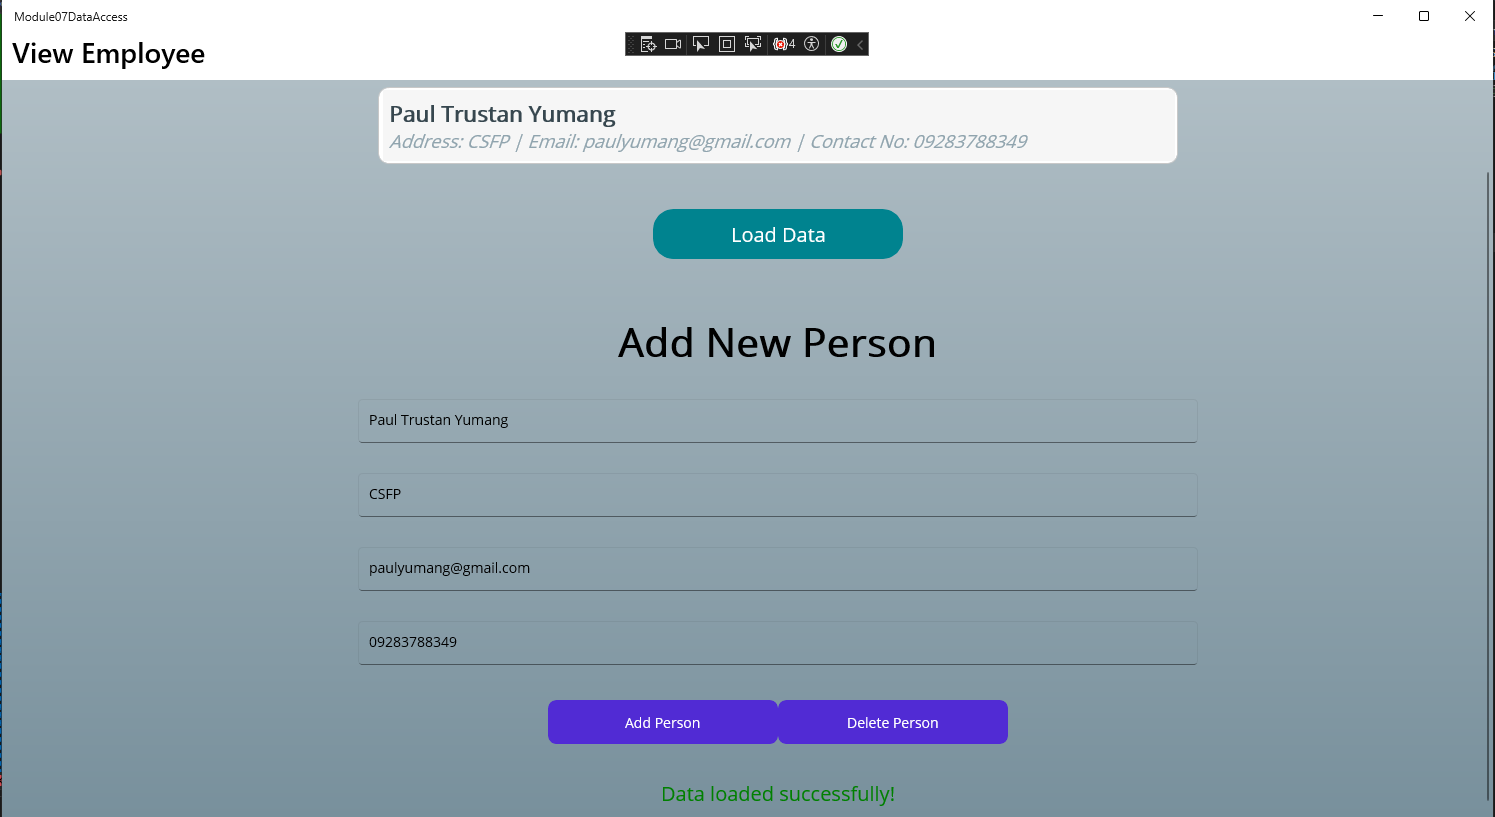 Module07DataAccess
View Employee
4
Paul Trustan Yumang
Address: CSFP | Email: paulyumang@gmail.com | Contact No: 09283788349
Load Data
Add New Person
Paul Trustan Yumang
CSFP
paulyumang@gmail.com
09283788349
Add Person
Delete Person
Data loaded successfully!